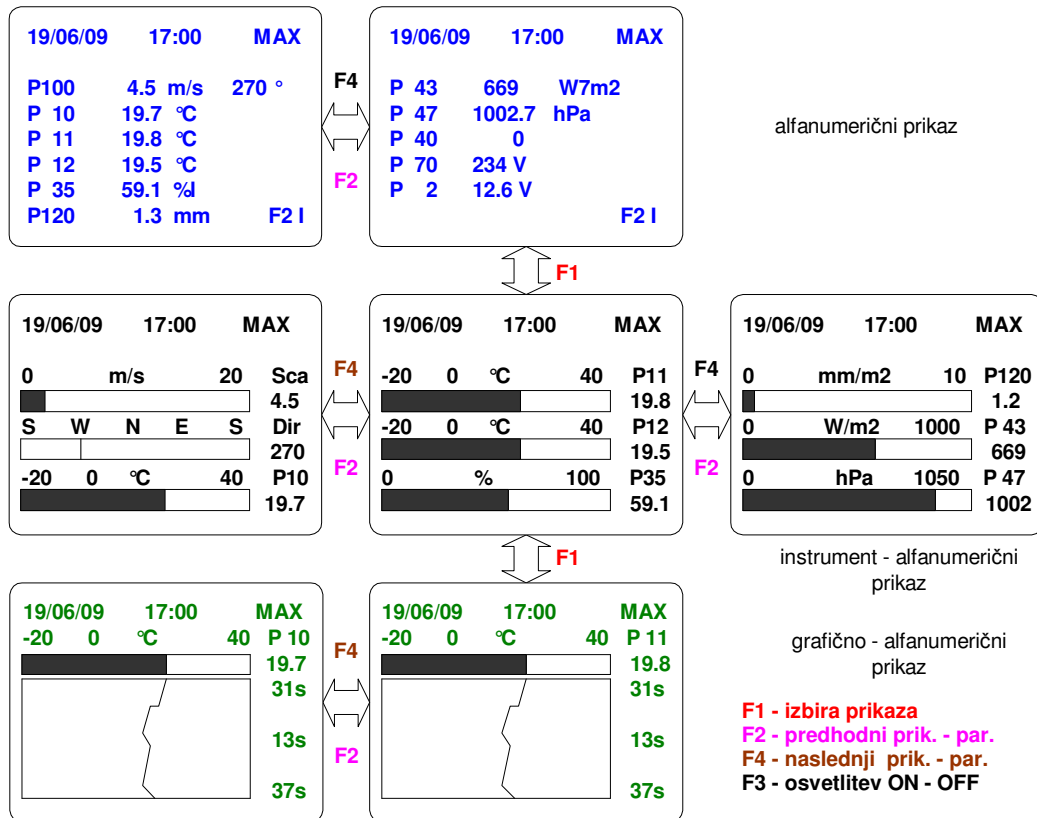 19/06/09 17:00 MAX
P100 4.5 m/s 270 °
P 10 19.7 °C
P 11 19.8 °C
P 12 19.5 °C
P 35 59.1 %I
P120 1.3 mm F2 I
F4
F2
19/06/09 17:00 MAX
P 43 669 W7m2
P 47 1002.7 hPa
P 40 0
P 70 234 V
P 2 12.6 V
F2 I
alfanumerični prikaz
F1
19/06/09 17:00 MAX
0 m/s 20 Sca
4.5
S W N E S Dir
270
-20 0 °C 40 P10
19.7
F4
F2
19/06/09 17:00 MAX
-20 0 °C 40 P11
19.8
-20 0 °C 40 P12
19.5
0 % 100 P35
59.1
F4
F2
19/06/09 17:00 MAX
0 mm/m2 10 P120
1.2
0 W/m2 1000 P 43
669
0 hPa 1050 P 47
1002
F1
instrument - alfanumerični
prikaz
19/06/09 17:00 MAX
-20 0 °C 40 P 10
19.7
31s
13s
37s
F4
F2
19/06/09 17:00 MAX
-20 0 °C 40 P 11
19.8
31s
13s
37s
grafično - alfanumerični
prikaz
F1 - izbira prikaza
F2 - predhodni prik. - par.
F4 - naslednji prik. - par.
F3 - osvetlitev ON - OFF